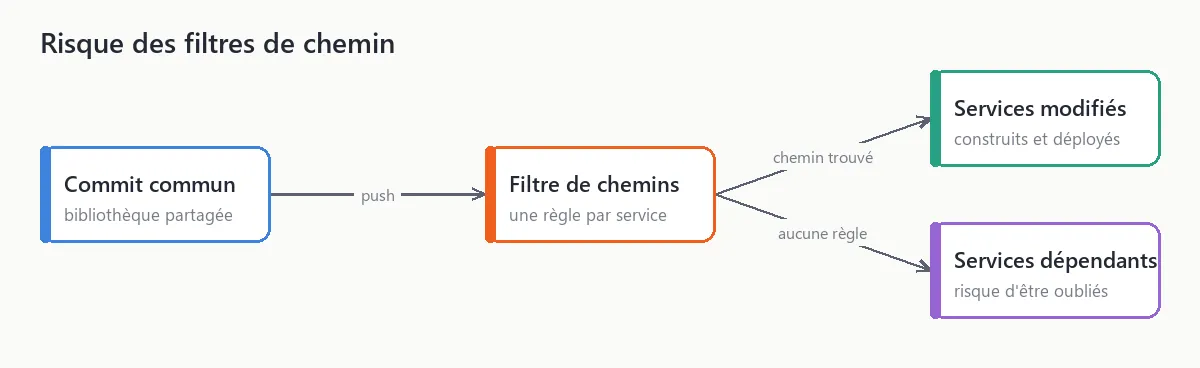 Risque des filtres de chemin
Commit commun
bibliothèque partagée
push
Filtre de chemins
une règle par service
chemin trouvé
aucune règle
Services modifiés
construits et déployés
Services dépendants
risque d'être oubliés